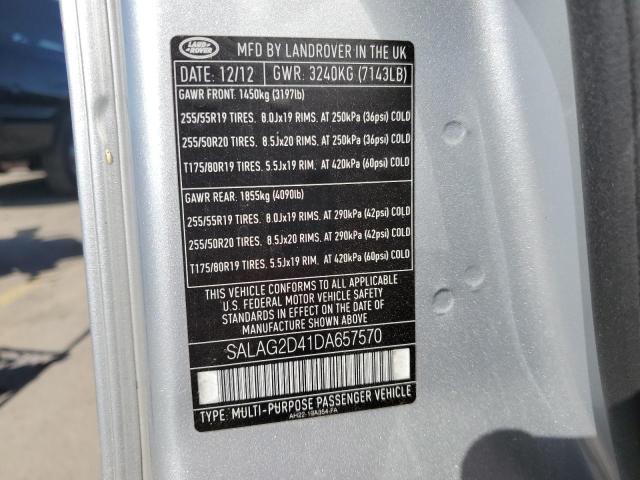 LAND
ROVER
MFD BY LANDROVER IN THE UK
DATE: 12/12 GWR: 3240KG (7143LB)
GAWR FRONT: 1450kg (3197lb)
255/55R19 TIRES. 8.0Jx19 RIMS. AT 250kPa (36psi) COLD
255/50R20 TIRES. 8.5Jx20 RIMS. AT 250kPa (36psi) COLD
T175/80R19 TIRES. 5.5Jx19 RIM. AT 420kPa (60psi) COLD
GAWR REAR: 1855kg (4090lb)
255/55R19 TIRES. 8.0Jx19 RIMS. AT 290kPa (42psi) COLD
255/50R20 TIRES. 8.5Jx20 RIMS. AT 290kPa (42psi) COLD
T175/80R19 TIRES. 5.5Jx19 RIM. AT 420kPa (60psi) COLD
THIS VEHICLE CONFORMS TO ALL APPLICABLE
U.S. FEDERAL MOTOR VEHICLE SAFETY
STANDARDS IN EFFECT ON THE DATE OF
MANUFACTURE SHOWN ABOVE.
SALAG2D41DA657570
TYPE: MULTI-PURPOSE PASSENGER VEHICLE
AH22-19A354-FA